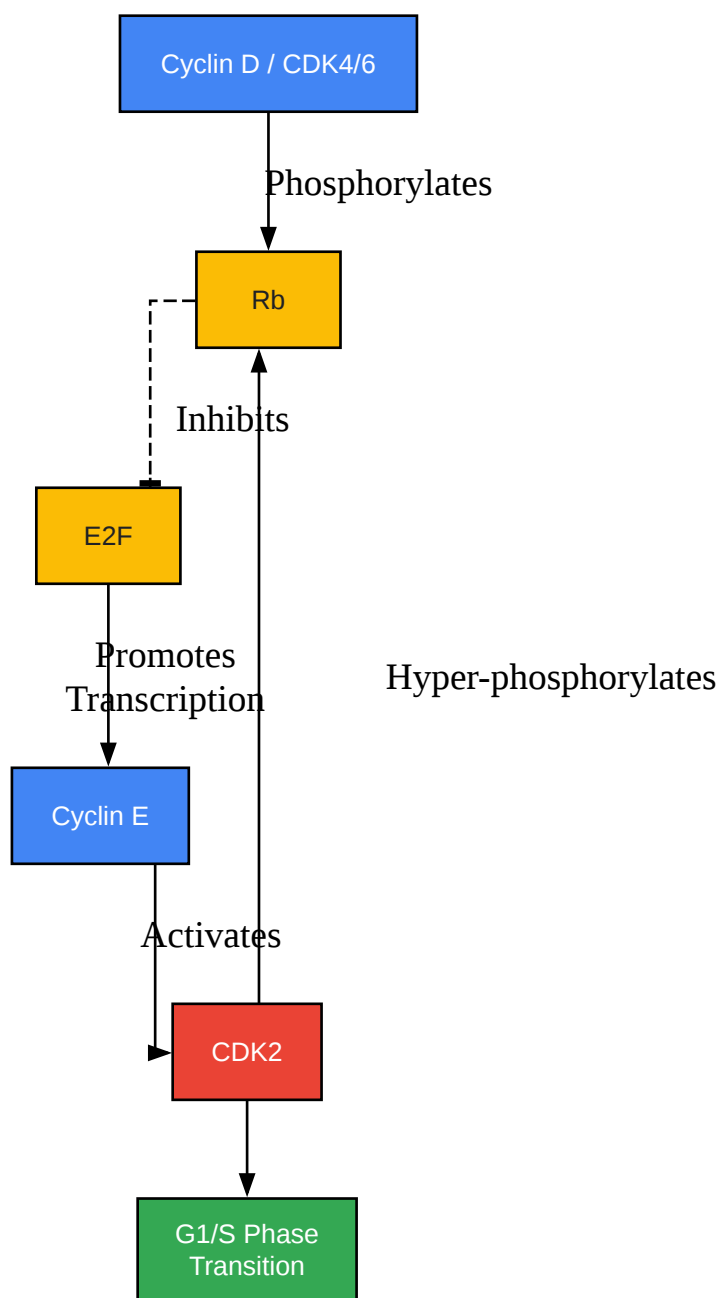 Cyclin D / CDK4/6
Phosphorylates
Rb
Inhibits
E2F
Promotes
Transcription
Hyper-phosphorylates
Cyclin E
Activates
CDK2
G1/S Phase
Transition